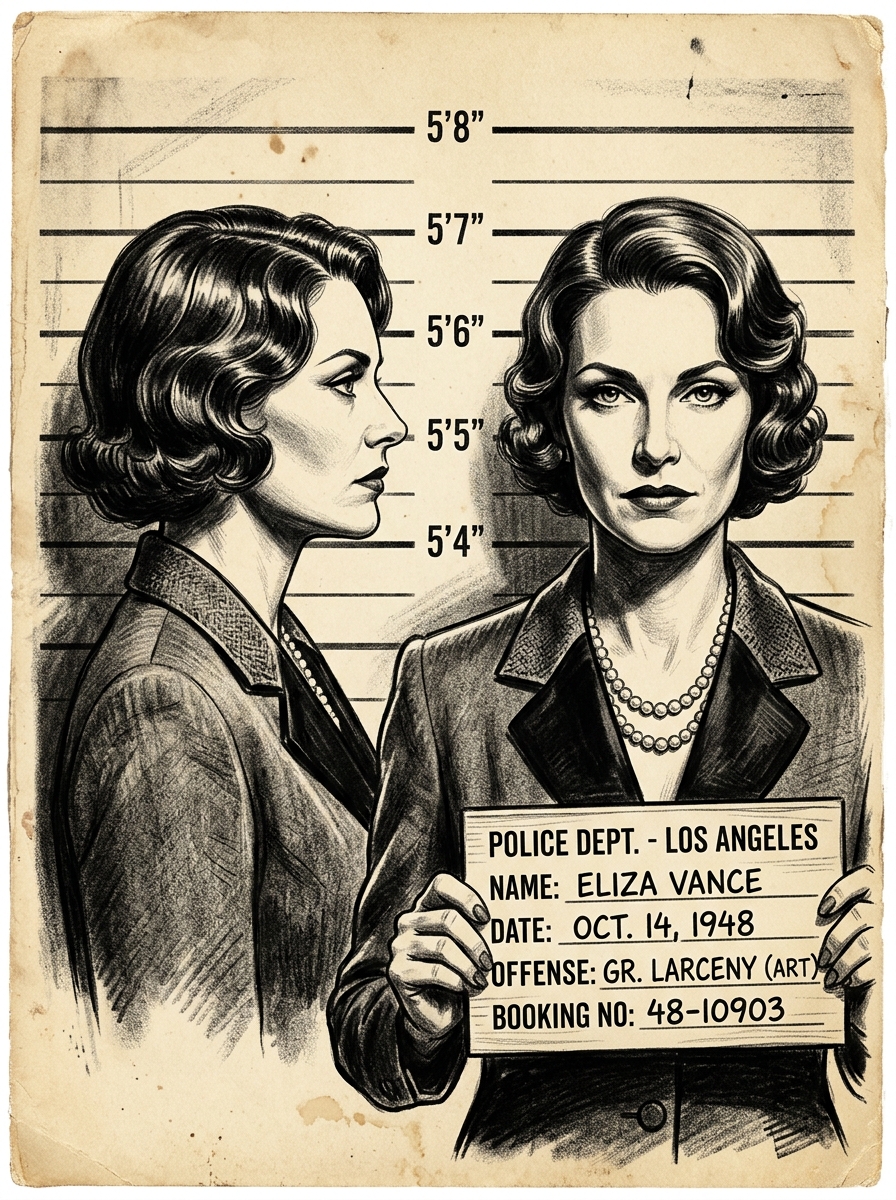 5'8"
5'7"
5'6"
5'5"
5'4"
POLICE DEPT. - LOS ANGELES
NAME: ELIZA VANCE
DATE: OCT. 14, 1948
OFFENSE: GR. LARCENY (ART)
BOOKING NO: 48-10903